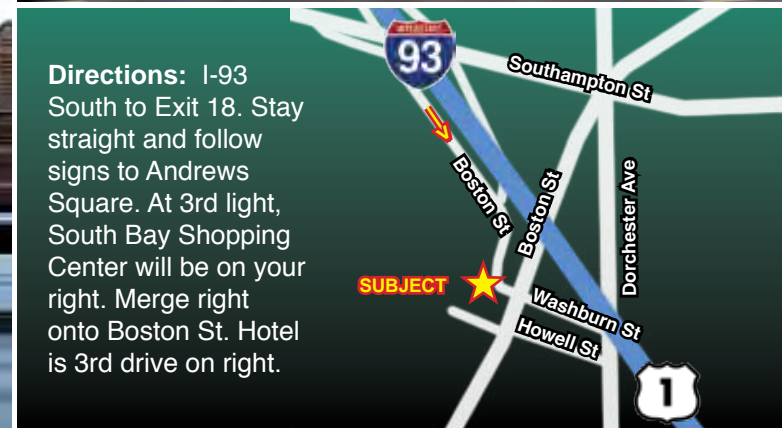 Directions: I-93
South to Exit 18. Stay
straight and follow
signs to Andrews
Square. At 3rd light,
South Bay Shopping
Center will be on your
right. Merge right
onto Boston St. Hotel
is 3rd drive on right.
93
Southampton St
Boston St
Boston St
Dorchester Ave
SUBJECT
Washburn St
Howell St
1